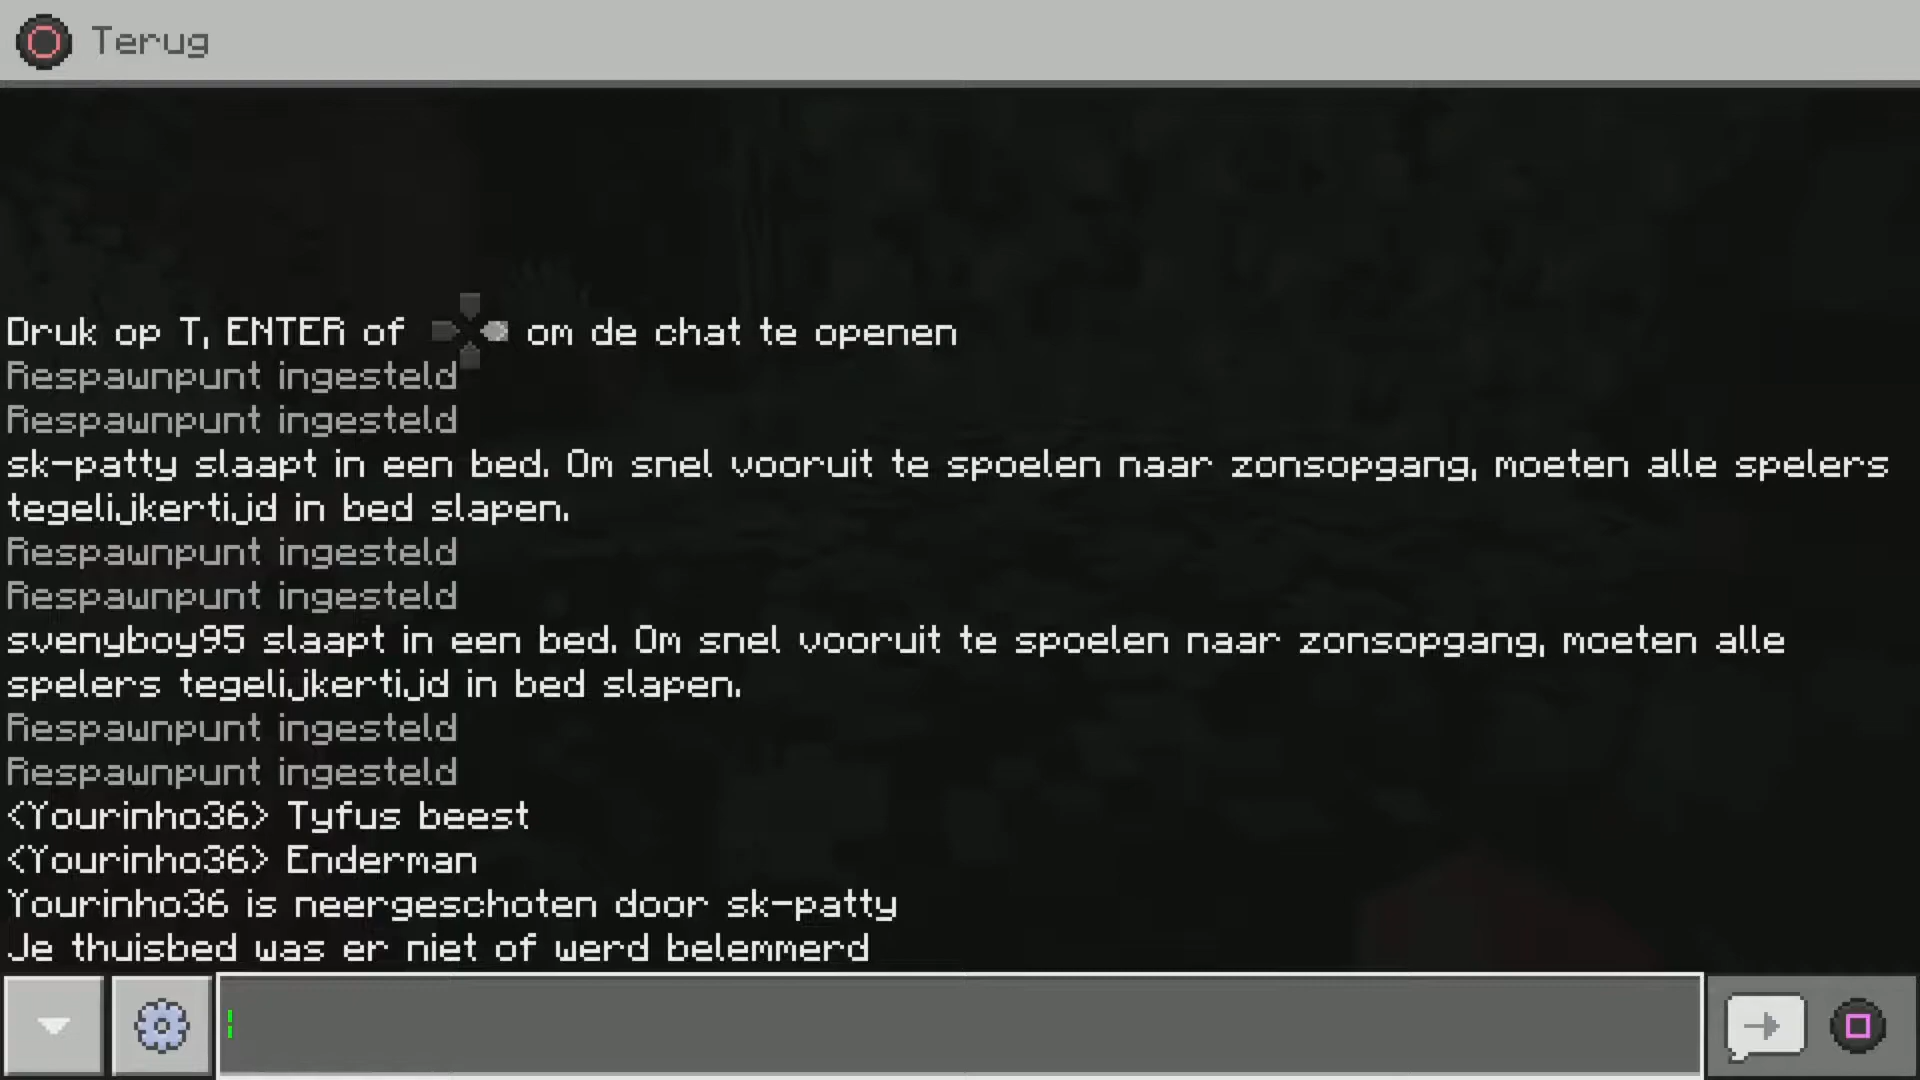 Terug
Druk op T, ENTER of om de chat te openen
Respawnpunt ingesteld
Respawnpunt ingesteld
sk-patty slaapt in een bed. Om snel vooruit te spoelen naar zonsopgang, moeten alle spelers
tegelijkertijd in bed slapen.
Respawnpunt ingesteld
Respawnpunt ingesteld
svenyboy95 slaapt in een bed. Om snel vooruit te spoelen naar zonsopgang, moeten alle
spelers tegelijkertijd in bed slapen.
Respawnpunt ingesteld
Respawnpunt ingesteld
<Yourinho36> Tyfus beest
<Yourinho36> Enderman
Yourinho36 is neergeschoten door sk-patty
Je thuisbed was er niet of werd belemmerd